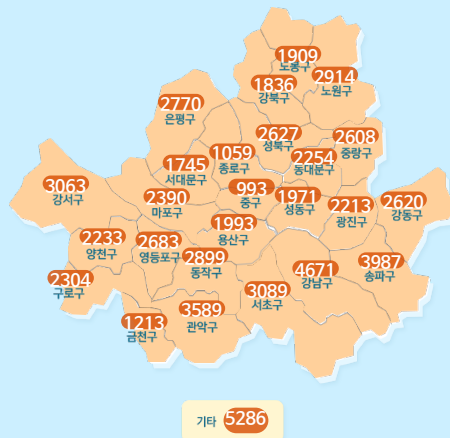 1909
노봉구
2914
노원구
1836
강북구
2770
은평구
2627
성북구
2608
중랑구
1059
종로구
2254
동대문구
1745
서대문구
3063
강서구
2390
마포구
993
중구
1971
성동구
2213
광진구
2620
강동구
1993
용산구
2233
양천구
2683
영등포구
2899
동작구
3987
송파구
4671
강남구
2304
구로구
3089
서초구
3589
관악구
1213
금천구
기타 5286